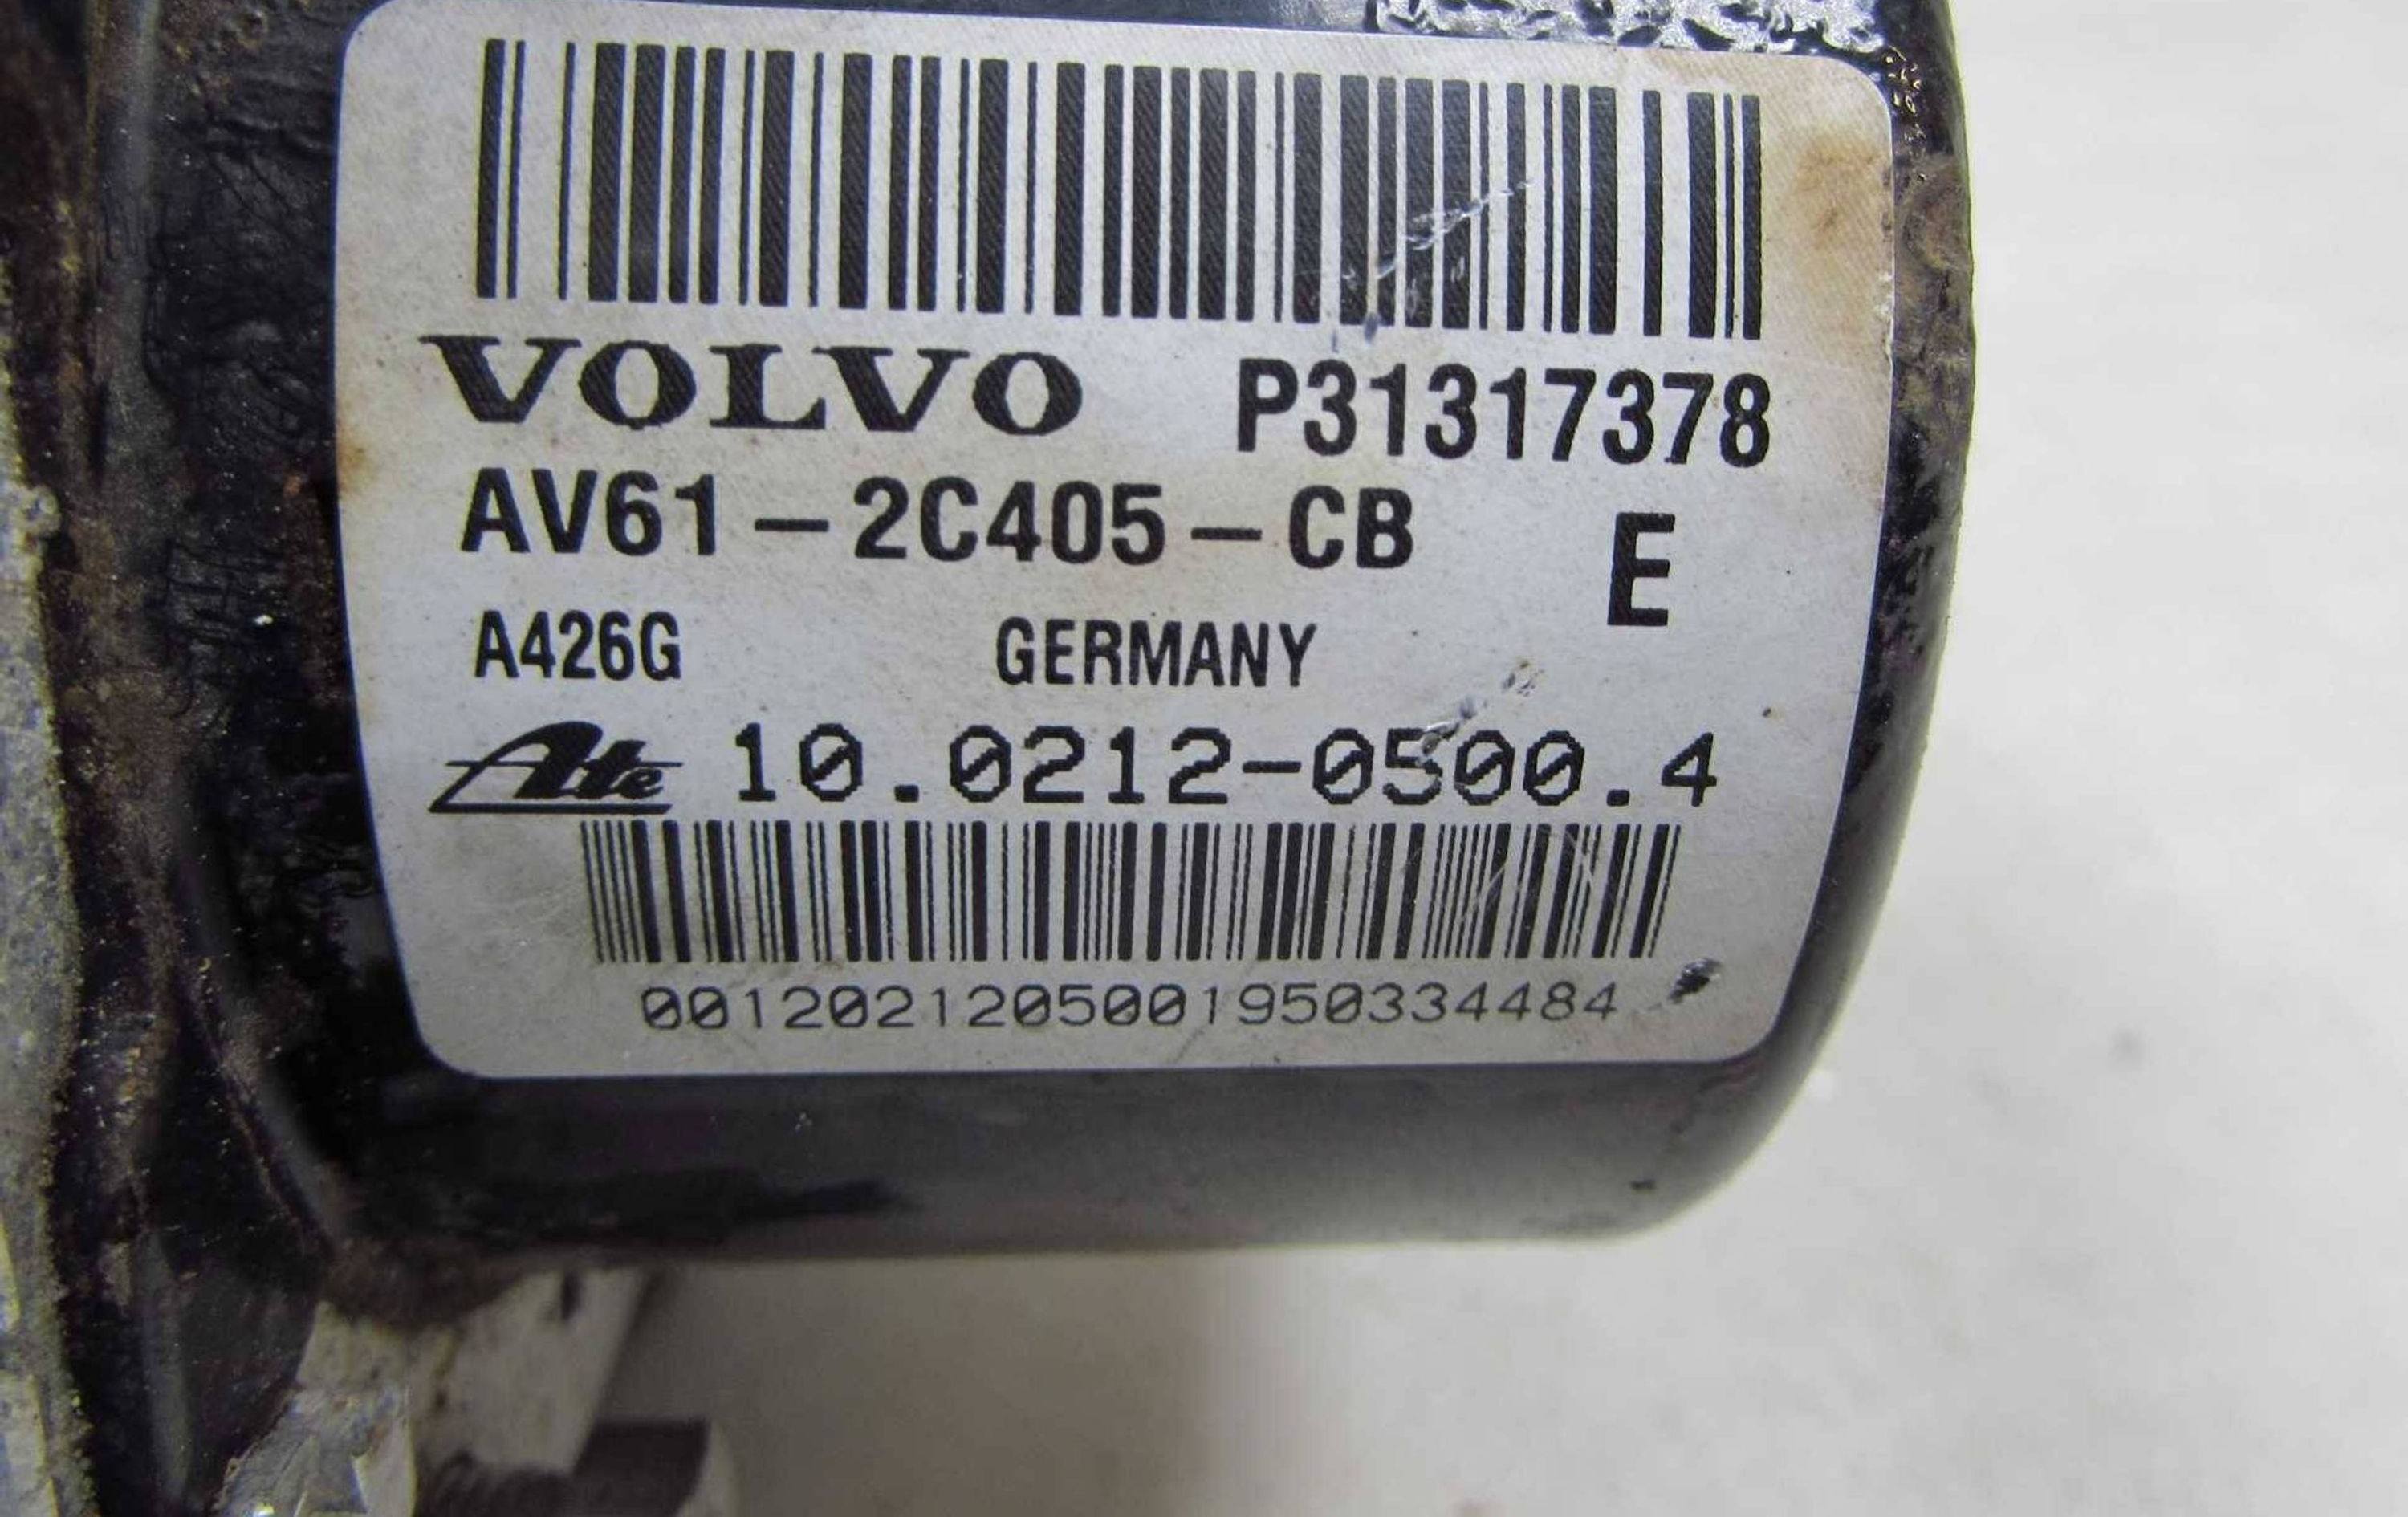 VOLVO P31317378
AV61-2C405-CB E
A426G GERMANY
Ate 10.0212-0500.4
0012021205001950334484